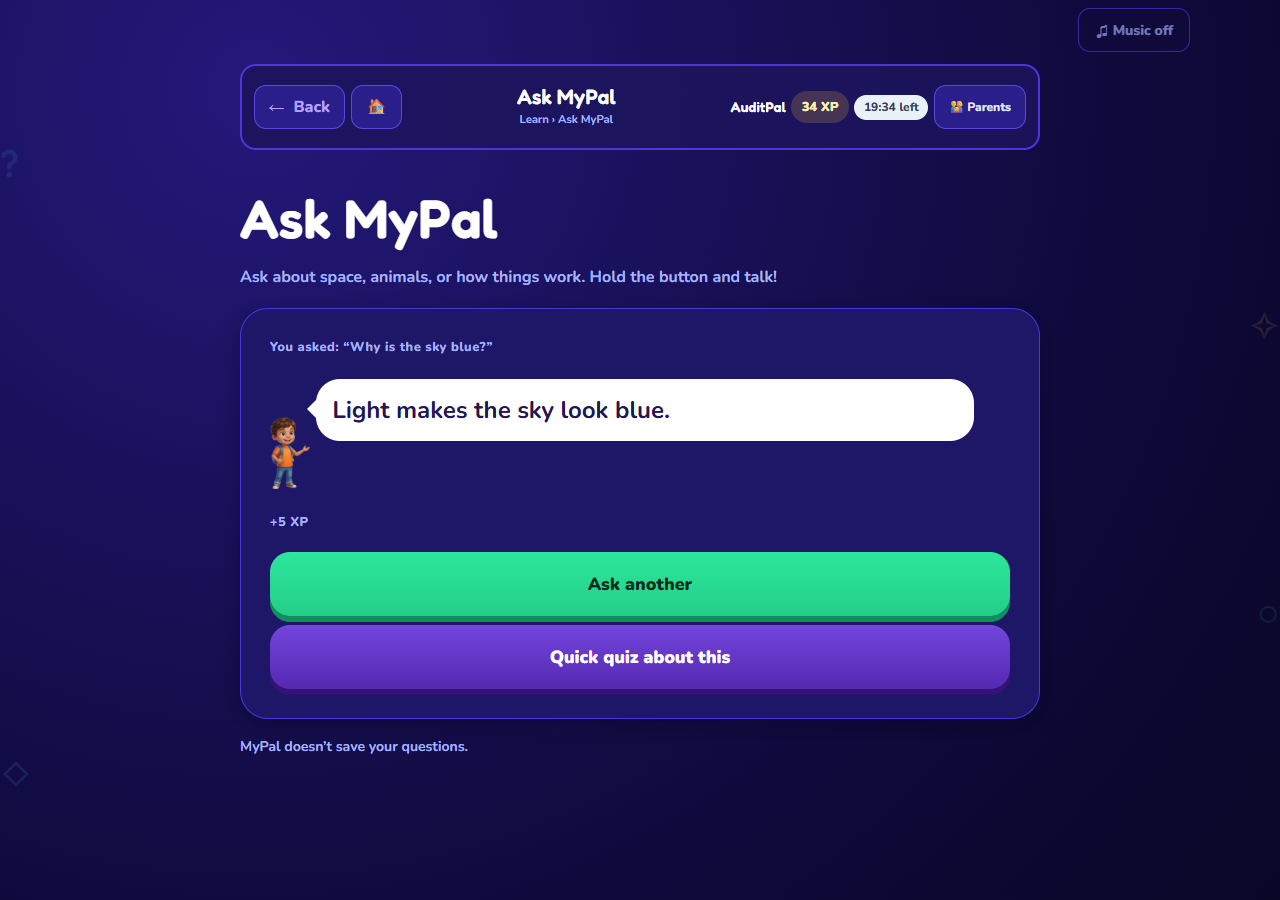 ♫ Music off
← Back
Ask MyPal
Learn › Ask MyPal
AuditPal
34 XP
19:34 left
Parents
Ask MyPal
Ask about space, animals, or how things work. Hold the button and talk!
You asked: “Why is the sky blue?”
Light makes the sky look blue.
+5 XP
Ask another
Quick quiz about this
MyPal doesn’t save your questions.
?